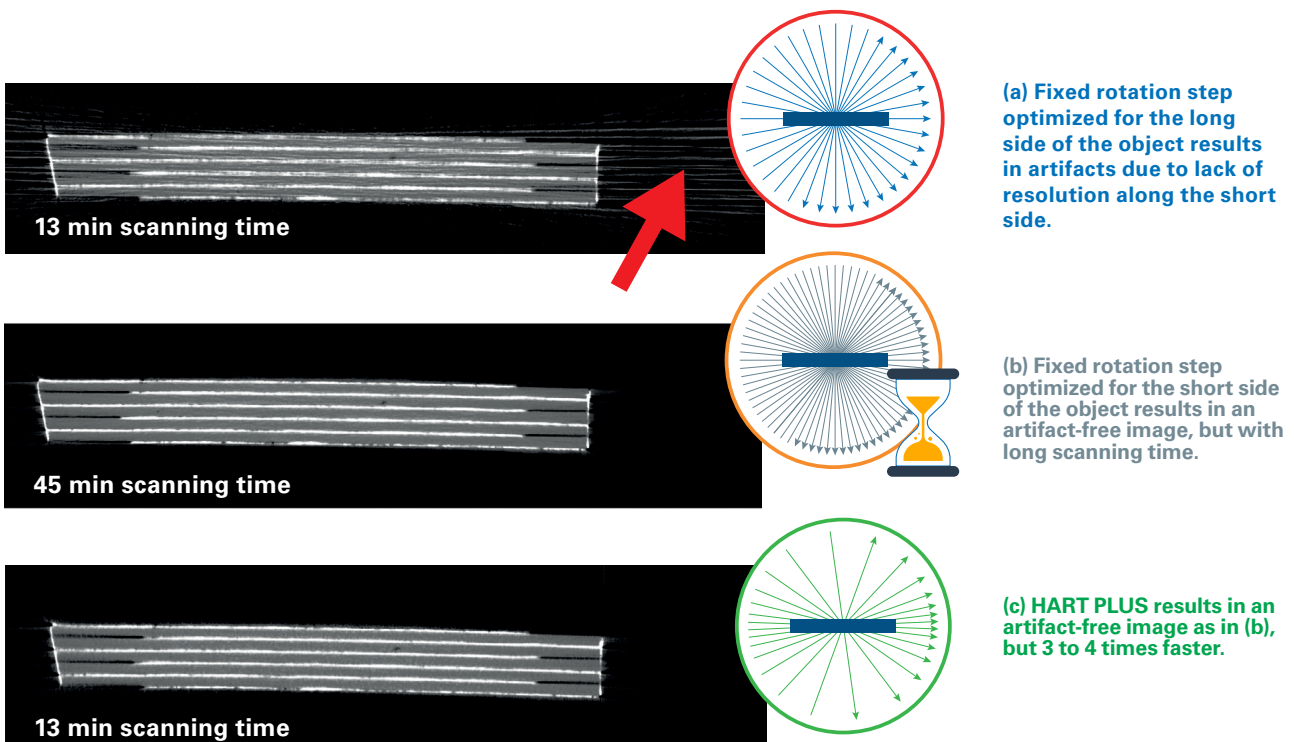 (a) Fixed rotation step
optimized for the long
side of the object results
in artifacts due to lack of
resolution along the short
side.
13 min scanning time
(b) Fixed rotation step
optimized for the short side
of the object results in an
artifact-free image, but with
long scanning time.
45 min scanning time
(c) HART PLUS results in an
artifact-free image as in (b),
but 3 to 4 times faster.
13 min scanning time